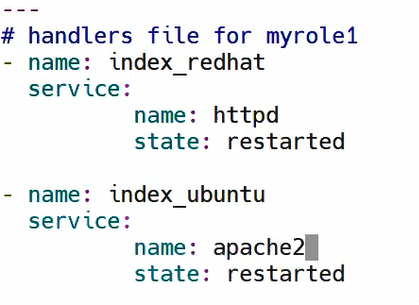 ---
# handlers file for myrole1
- name: index_redhat
  service:
          name: httpd
          state: restarted

- name: index_ubuntu
  service:
          name: apache2
          state: restarted